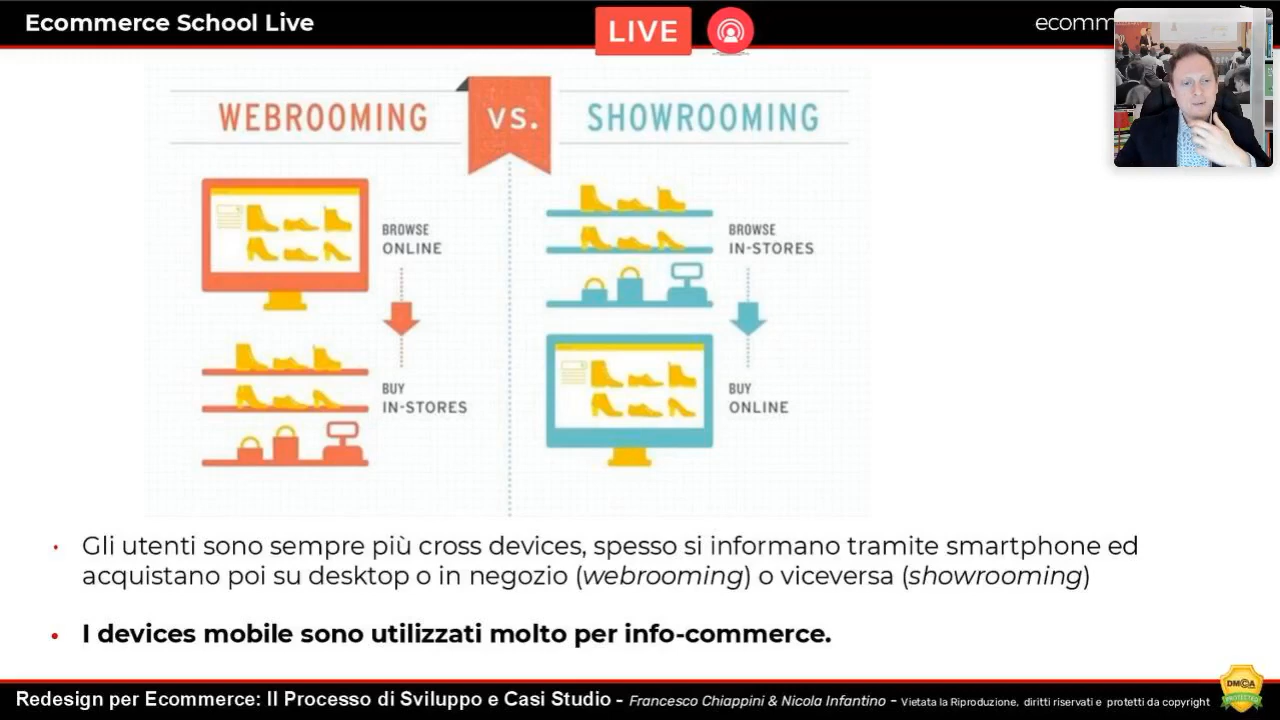 Ecommerce School Live
LIVE
ecomm
WEBROOMING VS. SHOWROOMING
BROWSE
ONLINE
BUY
IN-STORES
BROWSE
IN-STORES
BUY
ONLINE
• Gli utenti sono sempre più cross devices, spesso si informano tramite smartphone ed
acquistano poi su desktop o in negozio (webrooming) o viceversa (showrooming)
• I devices mobile sono utilizzati molto per info-commerce.
Redesign per Ecommerce: Il Processo di Sviluppo e Casi Studio - Francesco Chiappini & Nicola Infantino - Vietata la Riproduzione, diritti riservati e protetti da copyright
DMCA
PROTECTED